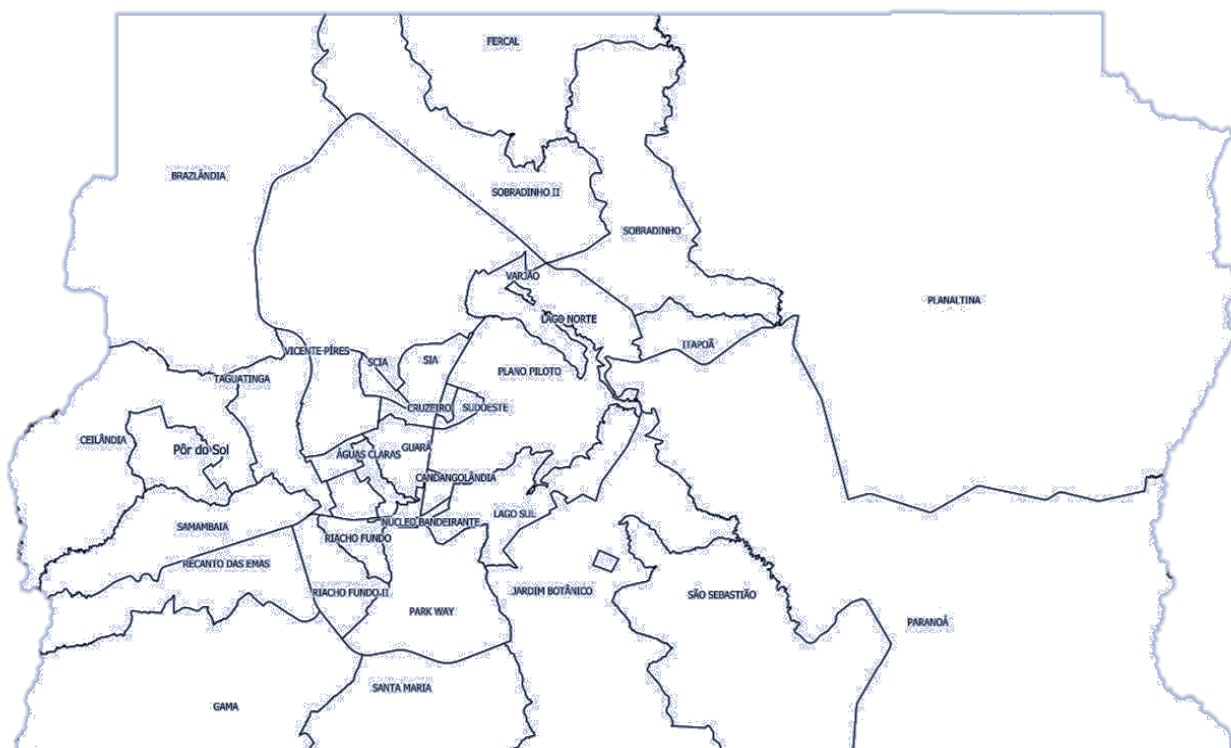 FERCAL
BRAZLÂNDIA
SOBRADINHO II
SOBRADINHO
VARJÃO
PLANALTINA
LAGO NORTE
ITAPOÃ
VICENTE PÍRES
SCIA
SIA
PLANO PILOTO
TAGUATINGA
CRUZEIRO
SUDOESTE
CEILÂNDIA
Pôr do Sol
ÁGUAS CLARAS
GUARÁ
CANDANGOLÂNDIA
LAGO SUL
SAMAMBAIA
NÚCLEO BANDEIRANTE
RIACHO FUNDO
RECANTO DAS EMAS
RIACHO FUNDO II
JARDIM BOTÂNICO
SÃO SEBASTIÃO
PARK WAY
PARANOÁ
SANTA MARIA
GAMA